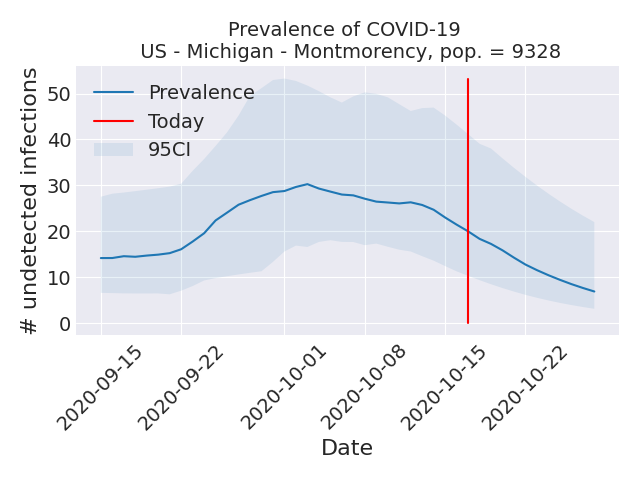 Prevalence of COVID-19
US - Michigan - Montmorency, pop. = 9328
# undetected infections
50
40
30
20
10
0
Prevalence
Today
95CI
2020-09-15
2020-09-22
2020-10-01
2020-10-08
2020-10-15
2020-10-22
Date